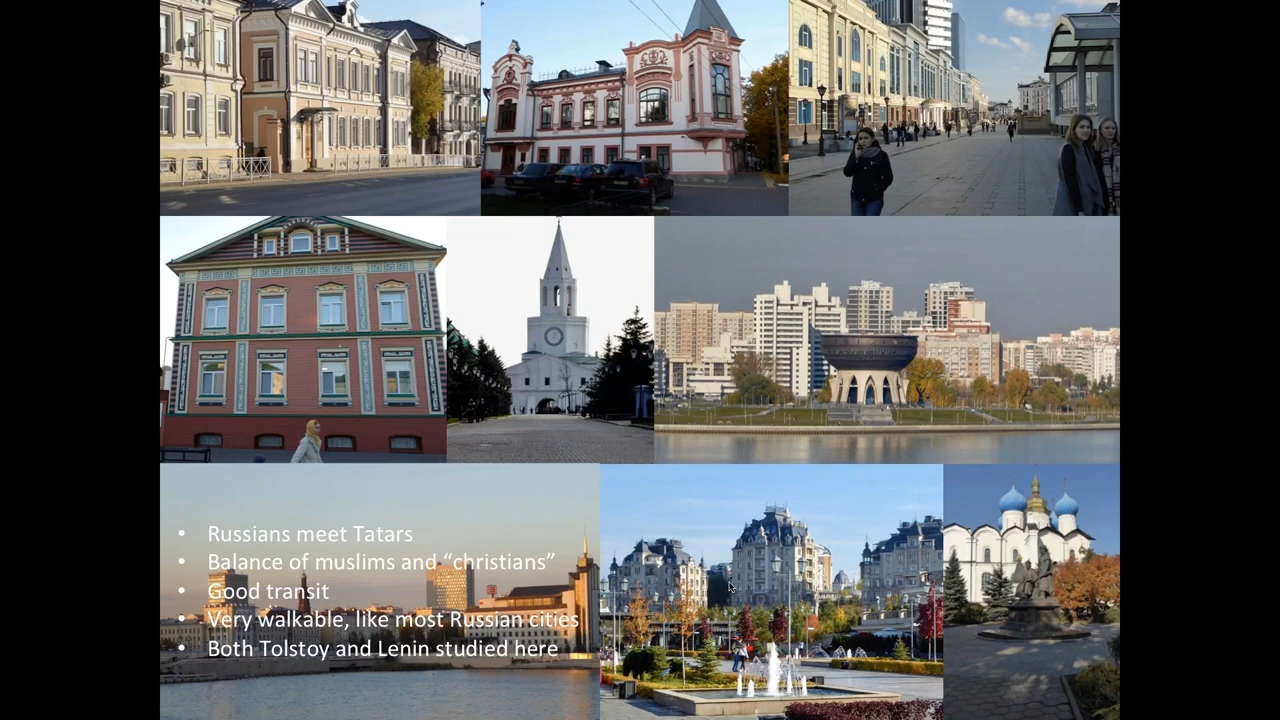 • Russians meet Tatars
• Balance of muslims and “christians”
• Good transit
• Very walkable, like most Russian cities
• Both Tolstoy and Lenin studied here